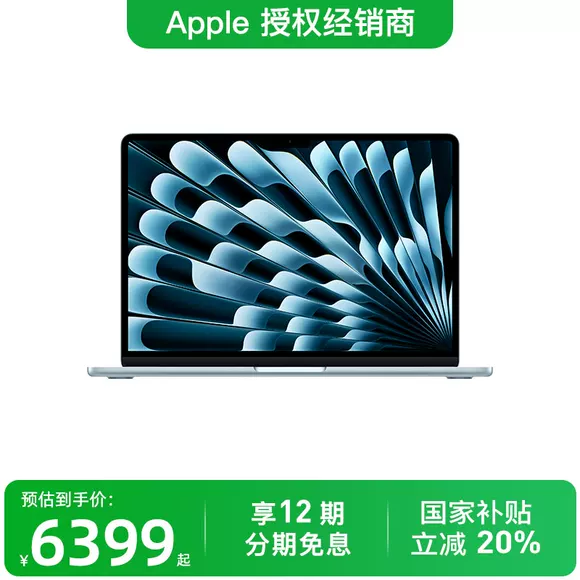 Apple 授权经销商
预估到手价：
¥6399起
享12期
分期免息
国家补贴
立减 20%